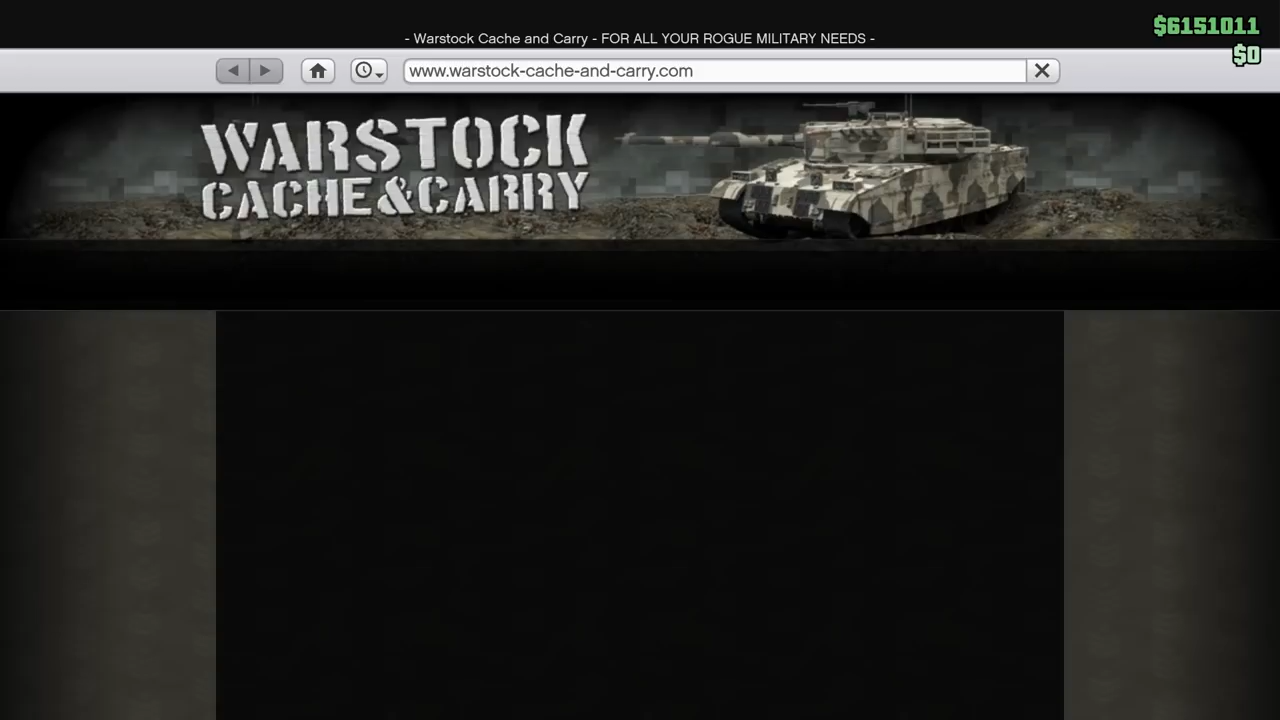 - Warstock Cache and Carry - FOR ALL YOUR ROGUE MILITARY NEEDS -
$6151011
$0
www.warstock-cache-and-carry.com
WARSTOCK
CACHE&CARRY